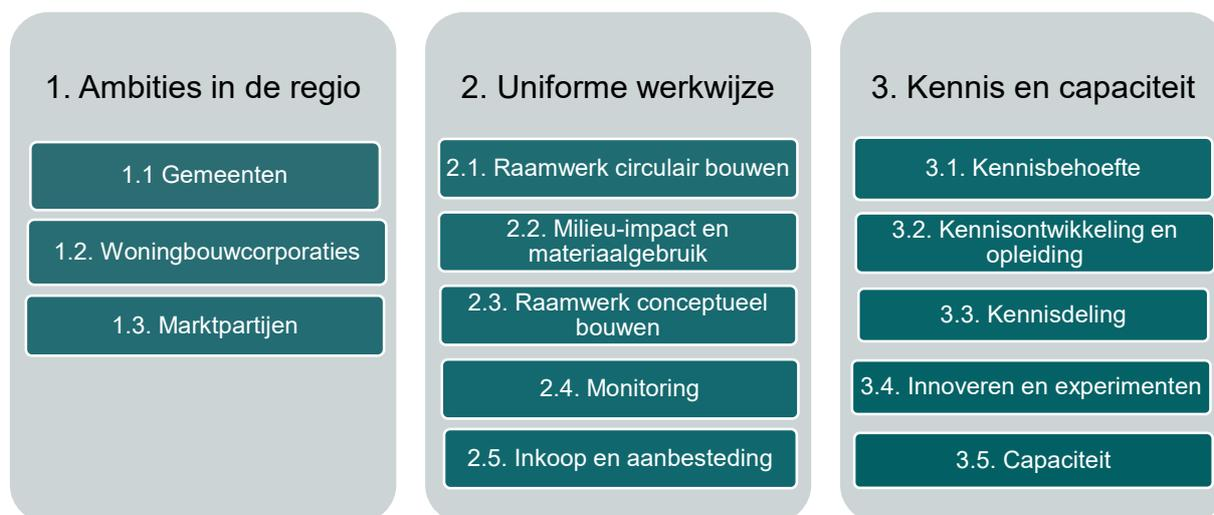 1. Ambities in de regio
1.1 Gemeenten
1.2. Woningbouwcorporaties
1.3. Marktpartijen
2. Uniforme werkwijze
2.1. Raamwerk circulair bouwen
2.2. Milieu-impact en
materiaalgebruik
2.3. Raamwerk conceptueel
bouwen
2.4. Monitoring
2.5. Inkoop en aanbesteding
3. Kennis en capaciteit
3.1. Kennisbehoefte
3.2. Kennisontwikkeling en
opleiding
3.3. Kennisdeling
3.4. Innoveren en experimenten
3.5. Capaciteit